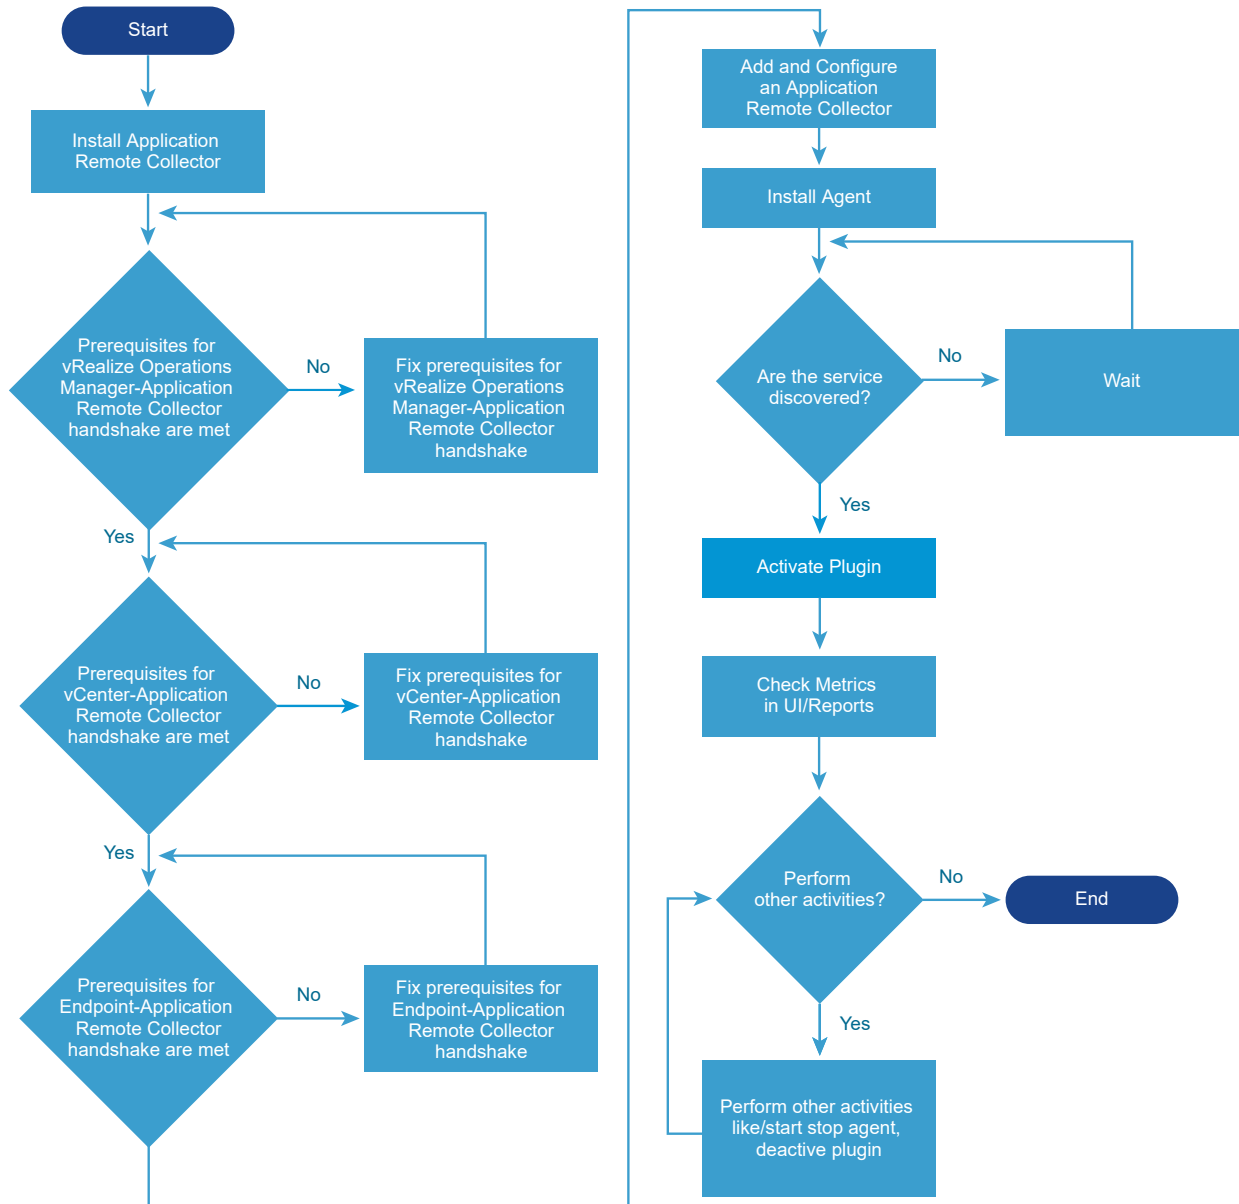 Start
Install Application
Remote Collector
Prerequisites for
vRealize Operations
Manager-Application
Remote Collector
handshake are met
No
Fix prerequisites for
vRealize Operations
Manager-Application
Remote Collector
handshake
Yes
Prerequisites for
vCenter-Application
Remote Collector
handshake are met
No
Fix prerequisites for
vCenter-Application
Remote Collector
handshake
Yes
Prerequisites for
Endpoint-Application
Remote Collector
handshake are met
No
Fix prerequisites for
Endpoint-Application
Remote Collector
handshake
Add and Configure
an Application
Remote Collector
Install Agent
Are the service
discovered?
No
Wait
Yes
Activate Plugin
Check Metrics
in UI/Reports
Perform
other activities?
No
End
Yes
Perform other activities
like/start stop agent,
deactive plugin